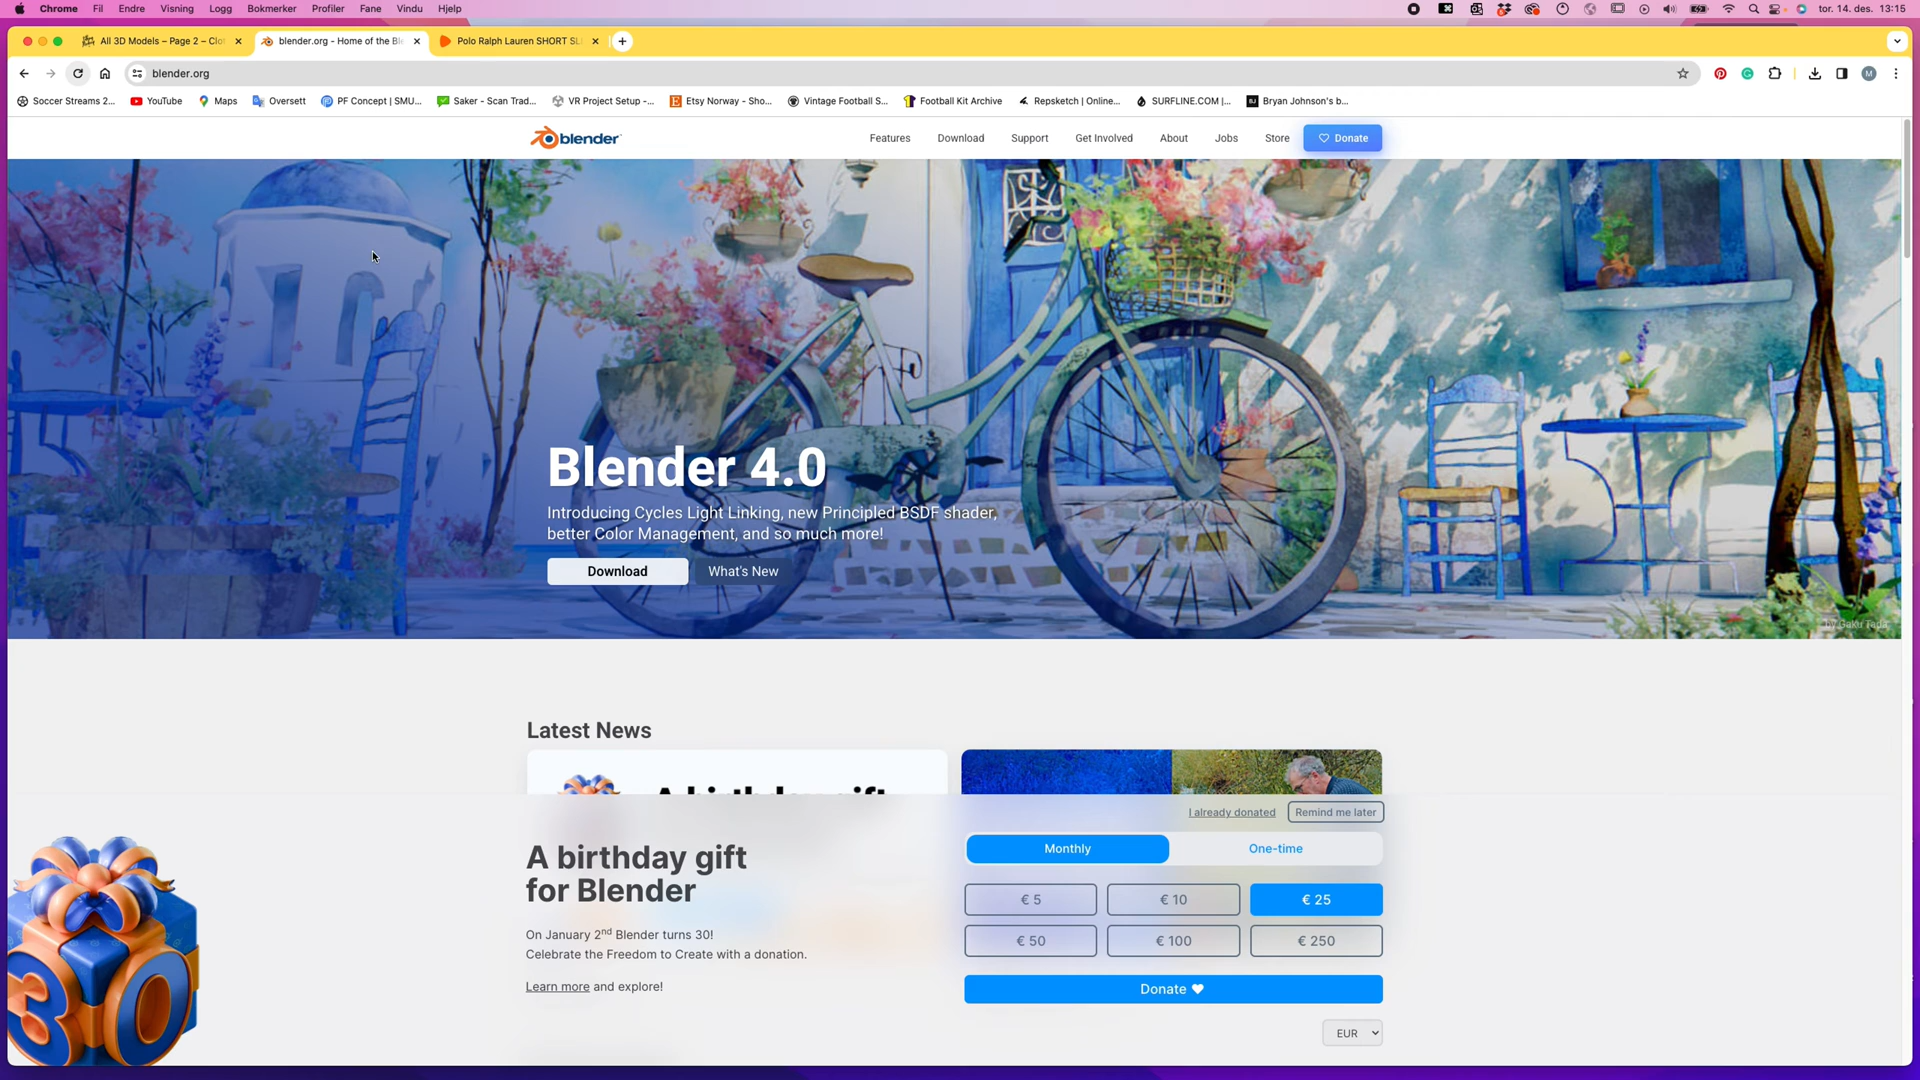 Chrome Fil Endre Visning Logg Bokmerker Profiler Fane Vindu Hjelp tor. 14. des. 13:15
All 3D Models – Page 2 – Clo blender.org - Home of the Ble Polo Ralph Lauren SHORT SL
blender.org
Soccer Streams 2... YouTube Maps Oversett PF Concept | SMU... Saker - Scan Trad... VR Project Setup -... Etsy Norway - Sho... Vintage Football S... Football Kit Archive Repsketch | Online... SURFLINE.COM |... Bryan Johnson's b...
blender Features Download Support Get Involved About Jobs Store Donate
Blender 4.0
Introducing Cycles Light Linking, new Principled BSDF shader,
better Color Management, and so much more!
Download What's New
by Gaku Tada
Latest News
A birthday gift
I already donated Remind me later
Monthly One-time
A birthday gift
for Blender
€ 5 € 10 € 25
On January 2nd Blender turns 30!
€ 50 € 100 € 250
Celebrate the Freedom to Create with a donation.
Learn more and explore!
Donate
EUR
30